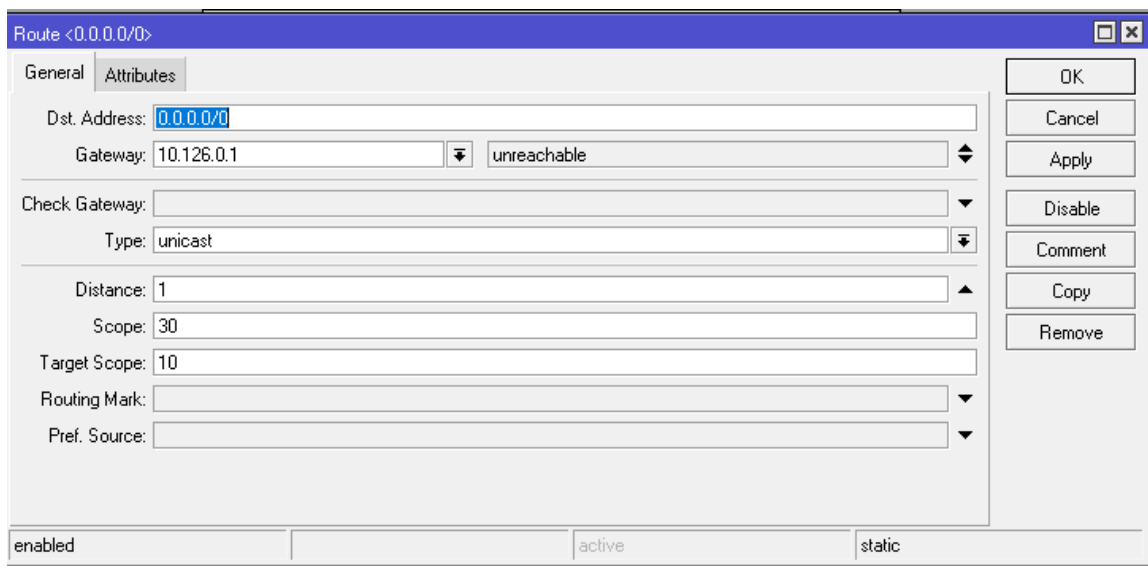 Route <0.0.0.0/0>
General Attributes
Dst. Address: 0.0.0.0/0
Gateway: 10.126.0.1 unreachable
Check Gateway:
Type: unicast
Distance: 1
Scope: 30
Target Scope: 10
Routing Mark:
Pref. Source:
OK
Cancel
Apply
Disable
Comment
Copy
Remove
enabled active static